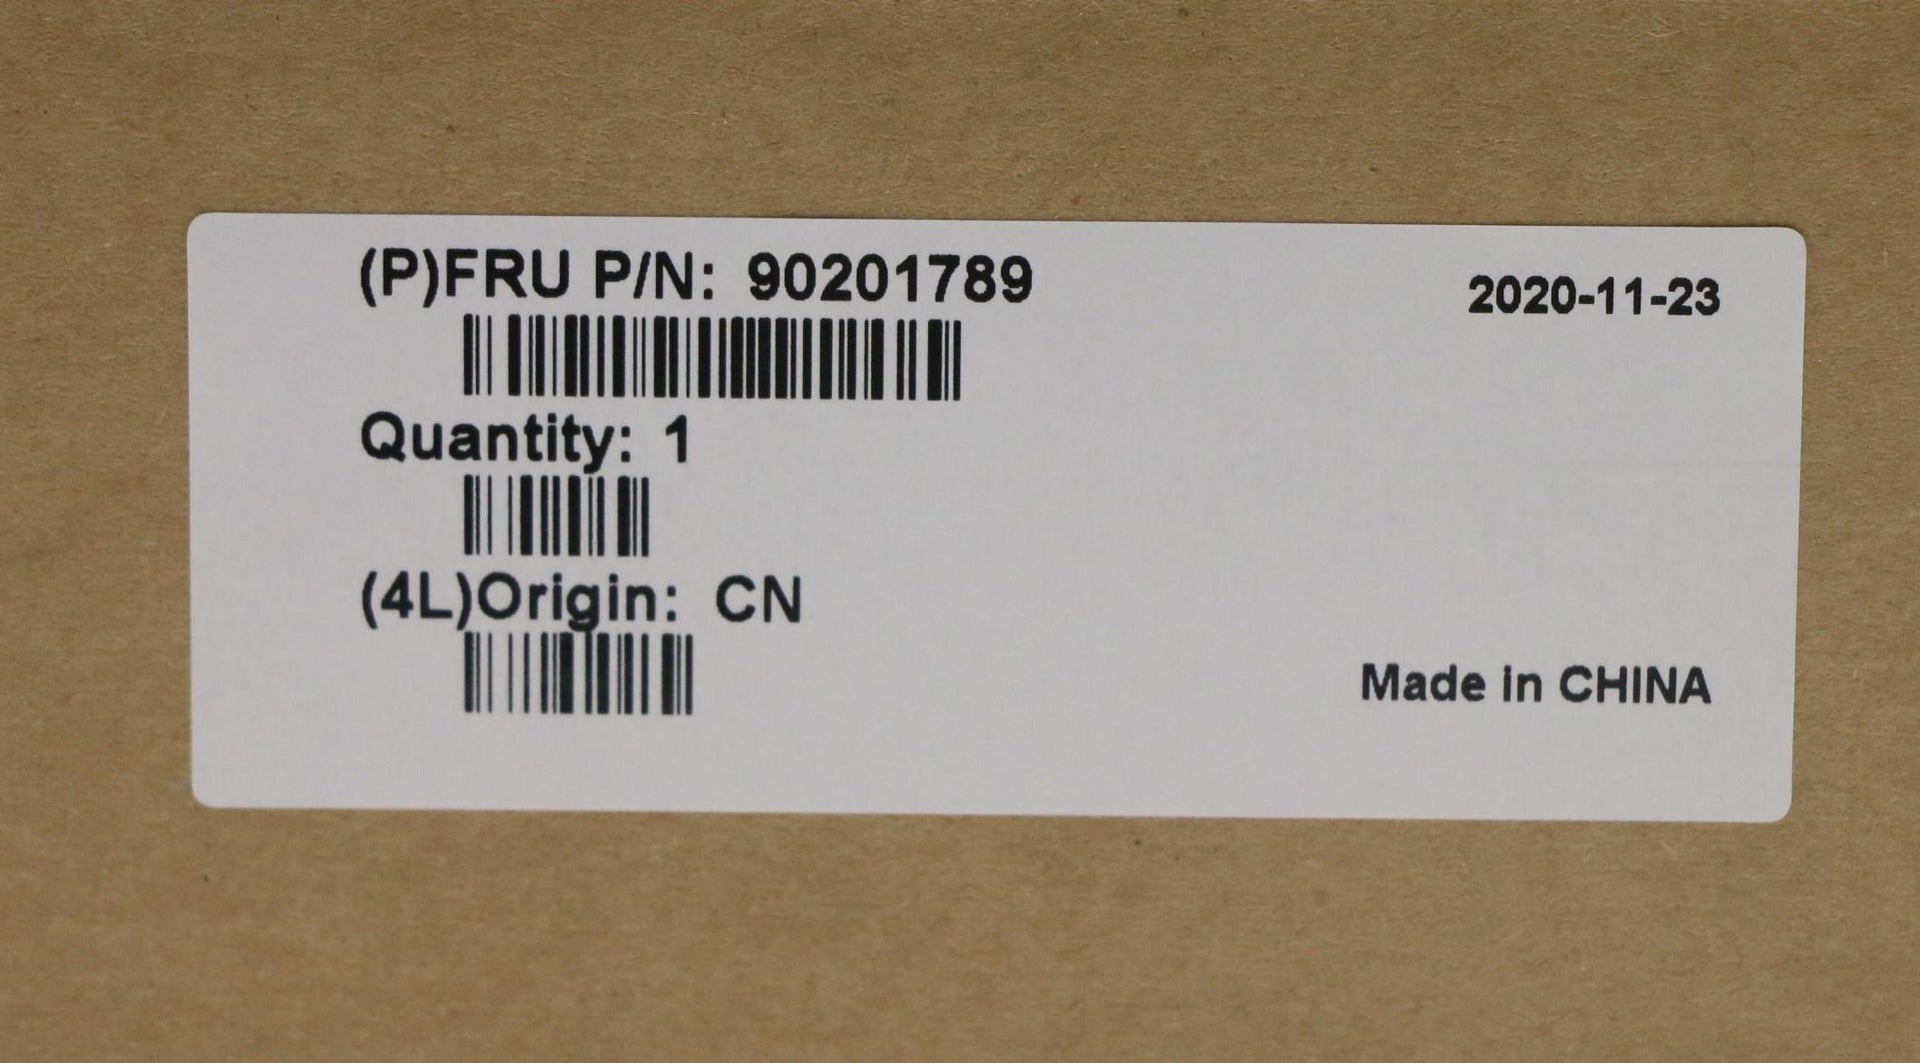 (P)FRU P/N: 90201789
2020-11-23
Quantity: 1
(4L)Origin: CN
Made in CHINA